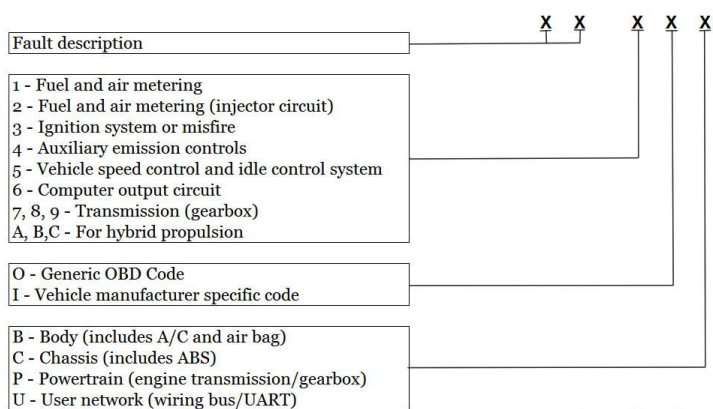 X X X X X
Fault description
1 - Fuel and air metering
2 - Fuel and air metering (injector circuit)
3 - Ignition system or misfire
4 - Auxiliary emission controls
5 - Vehicle speed control and idle control system
6 - Computer output circuit
7, 8, 9 - Transmission (gearbox)
A, B,C - For hybrid propulsion
O - Generic OBD Code
I - Vehicle manufacturer specific code
B - Body (includes A/C and air bag)
C - Chassis (includes ABS)
P - Powertrain (engine transmission/gearbox)
U - User network (wiring bus/UART)